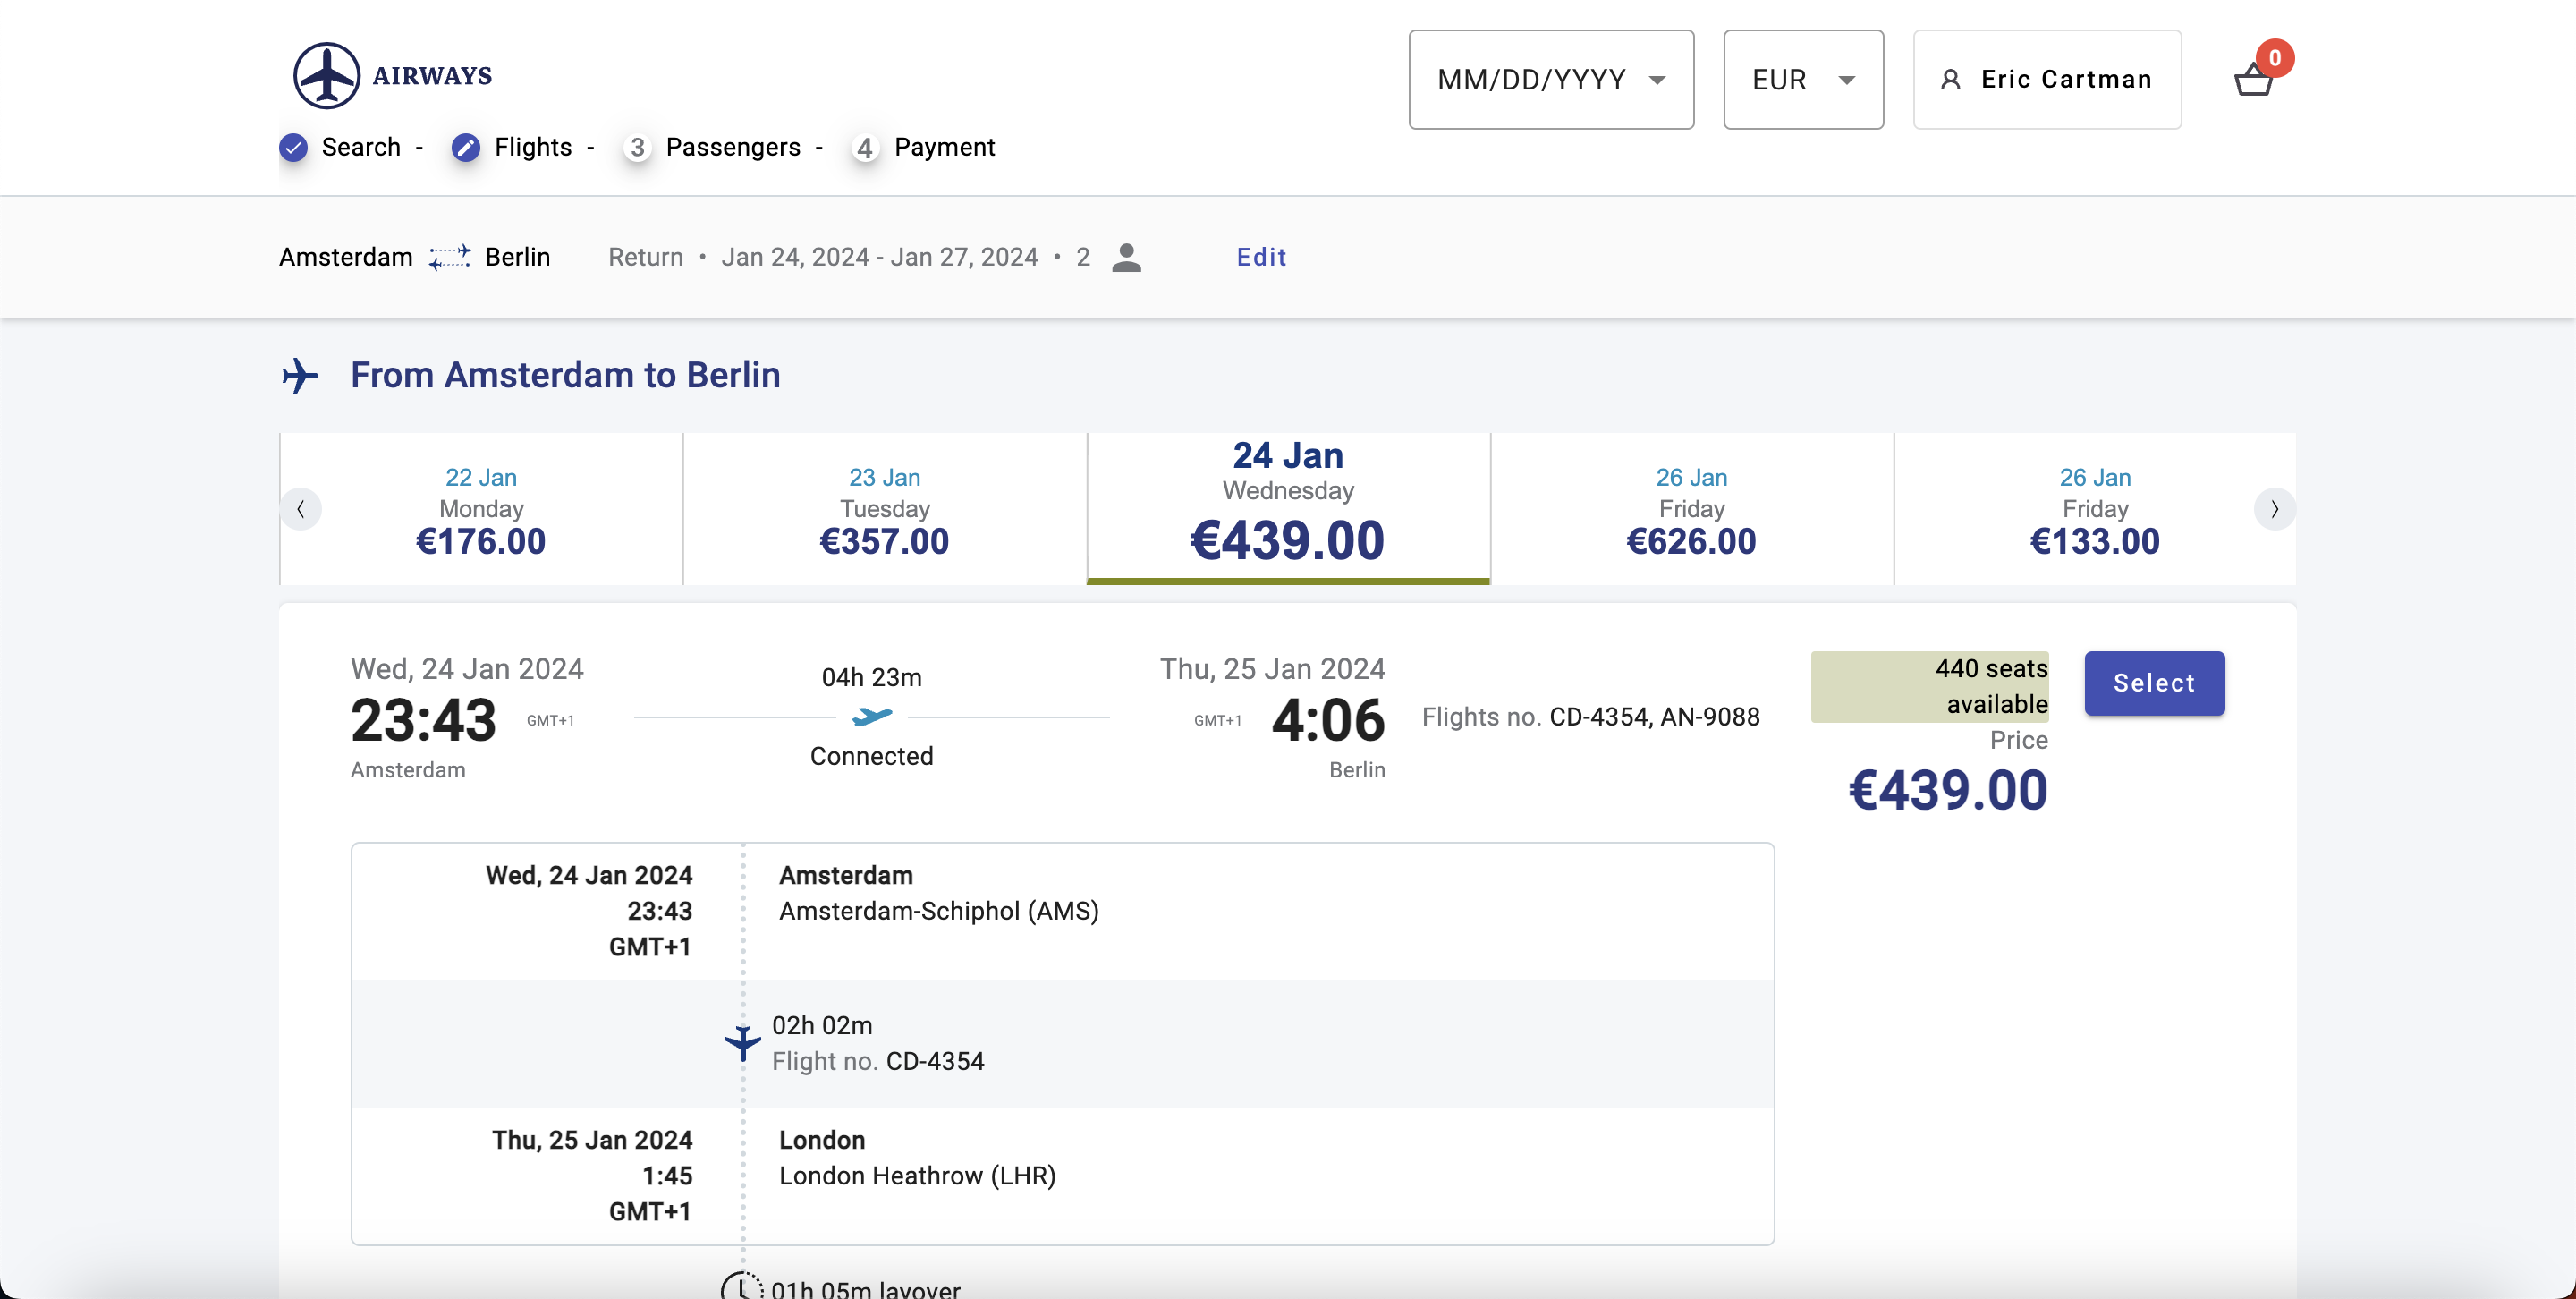 AIRWAYS
MM/DD/YYYY
EUR
Eric Cartman
0
Search - Flights - 3 Passengers - 4 Payment
Amsterdam Berlin Return • Jan 24, 2024 - Jan 27, 2024 • 2 Edit
From Amsterdam to Berlin
22 Jan
Monday
€176.00
23 Jan
Tuesday
€357.00
24 Jan
Wednesday
€439.00
26 Jan
Friday
€626.00
26 Jan
Friday
€133.00
Wed, 24 Jan 2024
23:43 GMT+1
Amsterdam
04h 23m
Connected
Thu, 25 Jan 2024
GMT+1 4:06
Berlin
Flights no. CD-4354, AN-9088
440 seats
available
Price
€439.00
Select
Wed, 24 Jan 2024
23:43
GMT+1
Amsterdam
Amsterdam-Schiphol (AMS)
02h 02m
Flight no. CD-4354
Thu, 25 Jan 2024
1:45
GMT+1
London
London Heathrow (LHR)
01h 05m layover